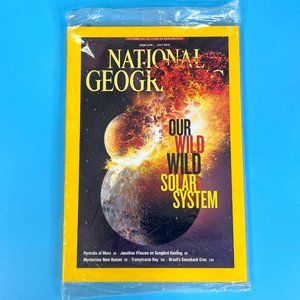 NATIONAL
GEOGRAPHIC
OUR
WILD
WILD
SOLAR
SYSTEM
Portraits of Mars Jonathan Franzen on Songbird Hunting
Mysterious New Human Transylvania Hay Brazil's Comeback Croc